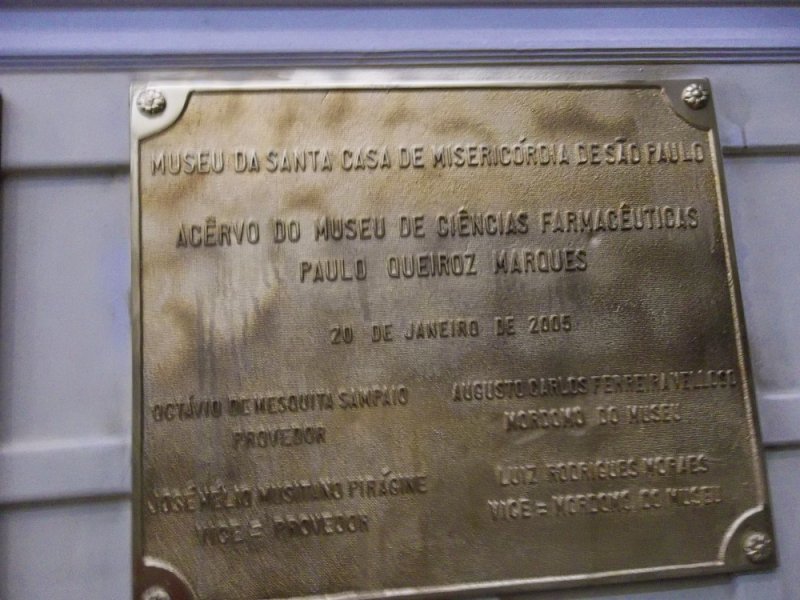 MUSEU DA SANTA CASA DE MISERICÓRDIA DE SÃO PAULO
ACÊRVO DO MUSEU DE CIÊNCIAS FARMACÊUTICAS
PAULO QUEIROZ MARQUES
20 DE JANEIRO DE 2005
OCTÁVIO DE MESQUITA SAMPAIO
PROVEDOR
AUGUSTO CARLOS FERREIRA VELLOSO
MORDOMO DO MUSEU
JOSÉ HÉLIO MUSITANO PIRÁGINE
VICE = PROVEDOR
LUIZ RODRIGUES MORAES
VICE = MORDOMO DO MUSEU